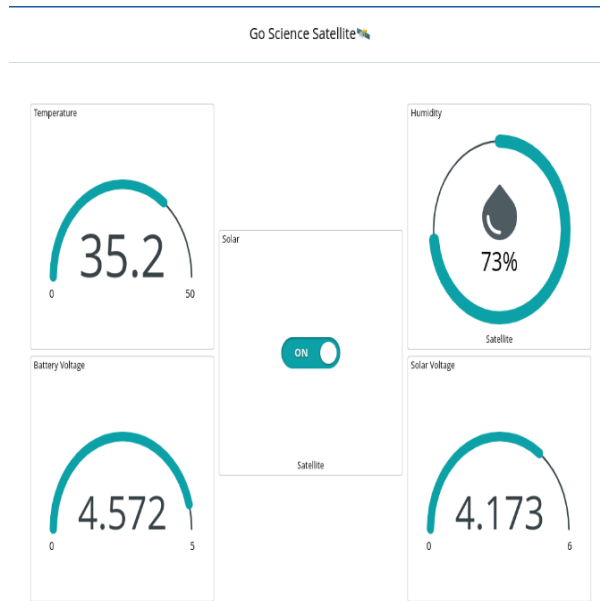 Go Science Satellite🛰️
Temperature
35.2
0 50
Humidity
73%
Satellite
Solar
ON
Satellite
Battery Voltage
4.572
0 5
Solar Voltage
4.173
0 6